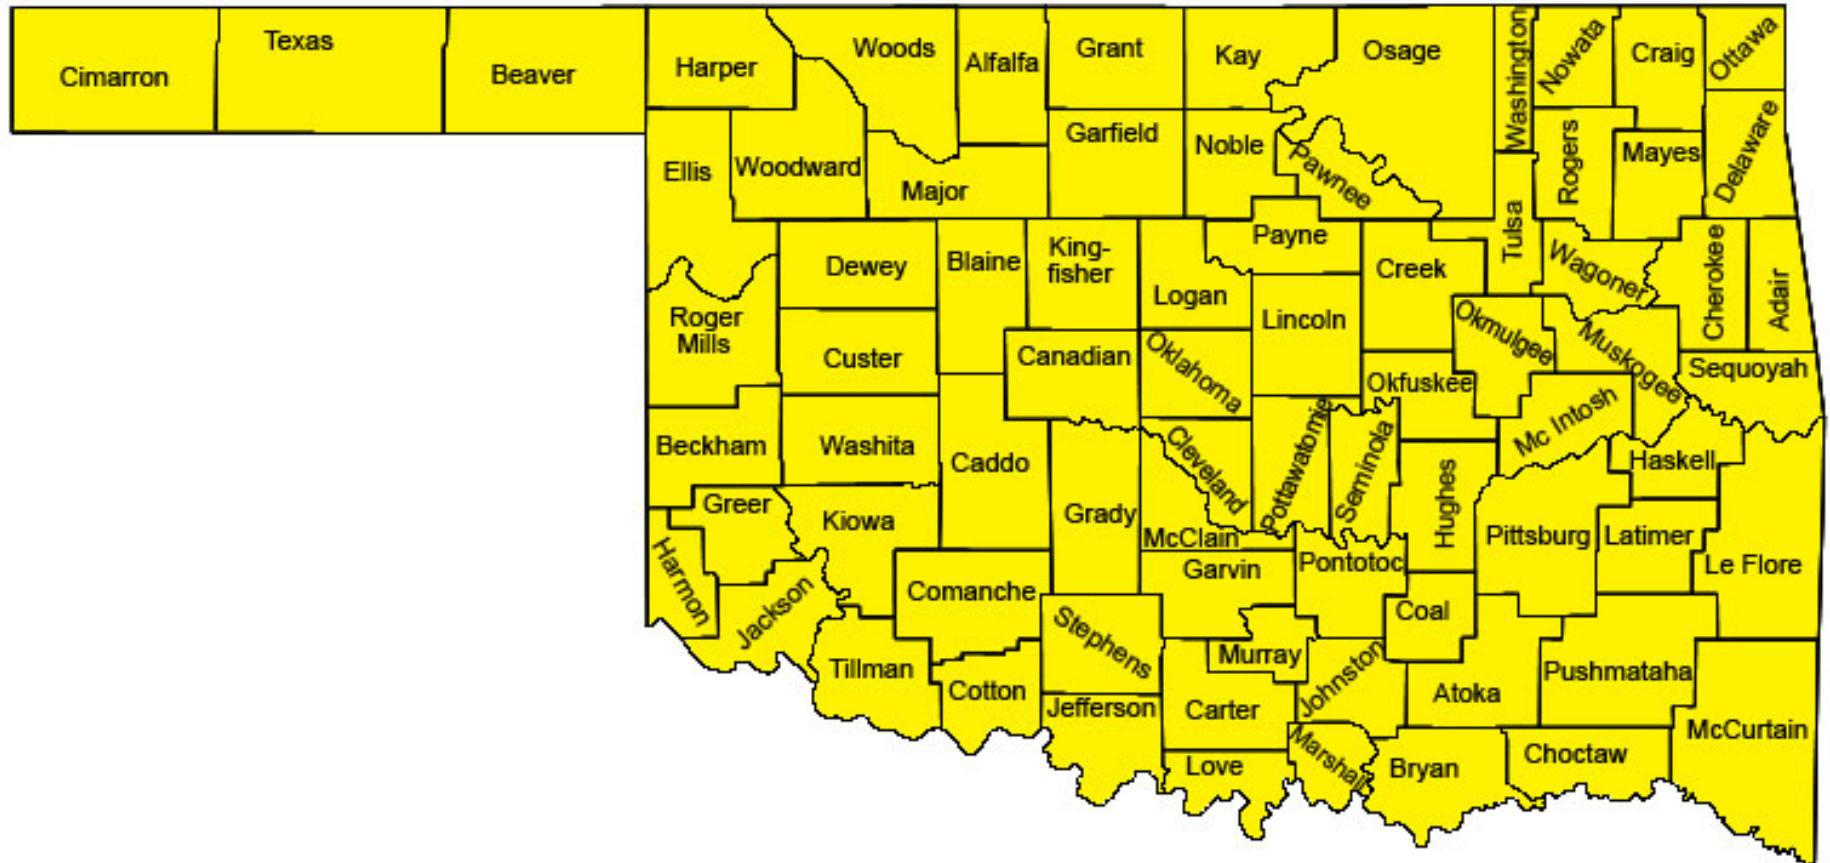 Cimarron
Texas
Beaver
Harper
Woods
Alfalfa
Grant
Kay
Osage
Washington
Nowata
Craig
Ottawa
Ellis
Woodward
Major
Garfield
Noble
Pawnee
Rogers
Mayes
Delaware
Roger
Mills
Dewey
Blaine
King-
fisher
Logan
Payne
Creek
Tulsa
Wagoner
Cherokee
Adair
Custer
Canadian
Oklahoma
Lincoln
Okfuskee
Okmulgee
Muskogee
Sequoyah
Beckham
Washita
Caddo
Grady
Cleveland
Pottawatomie
Seminola
Hughes
Mc Intosh
Haskell
Greer
Kiowa
McClain
Pittsburg
Latimer
Le Flore
Harmon
Jackson
Comanche
Garvin
Pontotoc
Coal
Tillman
Cotton
Stephens
Murray
Johnston
Atoka
Pushmataha
Jefferson
Carter
McCurtain
Love
Marshall
Bryan
Choctaw